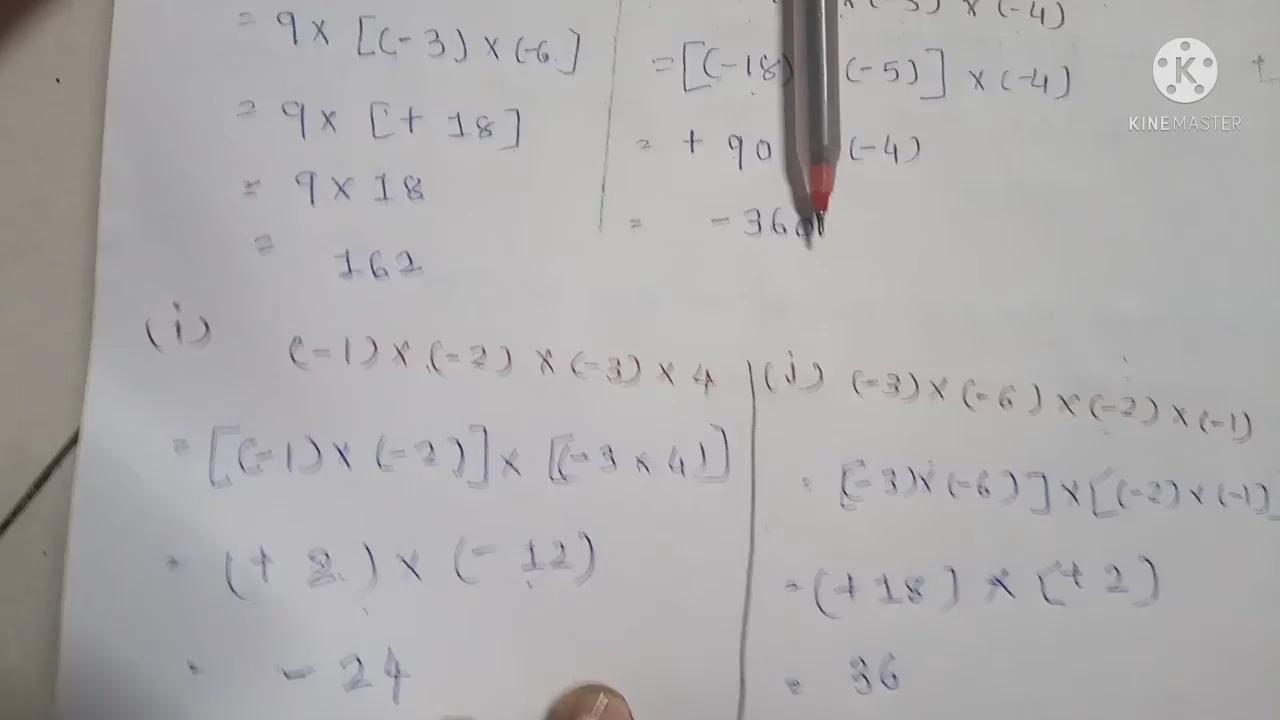 = 9 × [(-3) × (-6]
= 9 × [+ 18]
= 9 × 18
= 162
× (-4)
= [(-18) (-5)] × (-4)
= + 90 (-4)
= - 360
KINEMASTER
(i) (-1) × (-2) × (-3) × 4
= [(-1) × (-2)] × [(-3 × 4)]
= (+ 2) × (- 12)
= - 24
(j) (-3) × (-6) × (-2) × (-1)
= [-3) × (-6)] × [(-2) × (-1)
= (+ 18) × (+ 2)
= 36